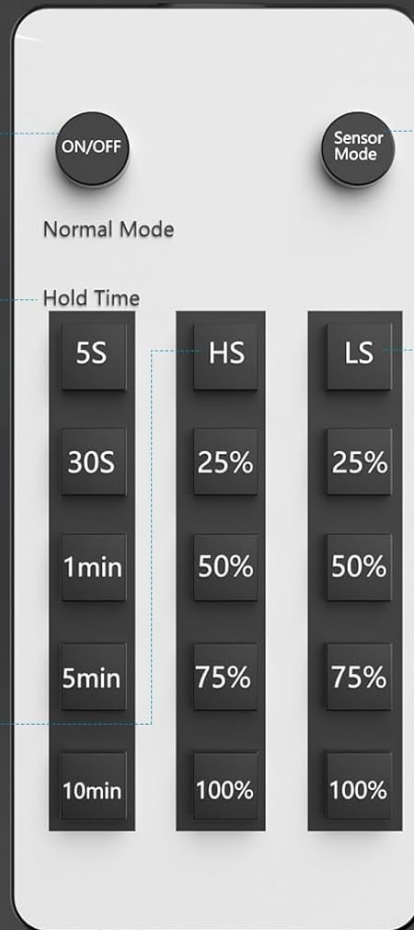 ON/OFF
Sensor
Mode
Normal Mode
Hold Time
5S HS LS
30S 25% 25%
1min 50% 50%
5min 75% 75%
10min 100% 100%